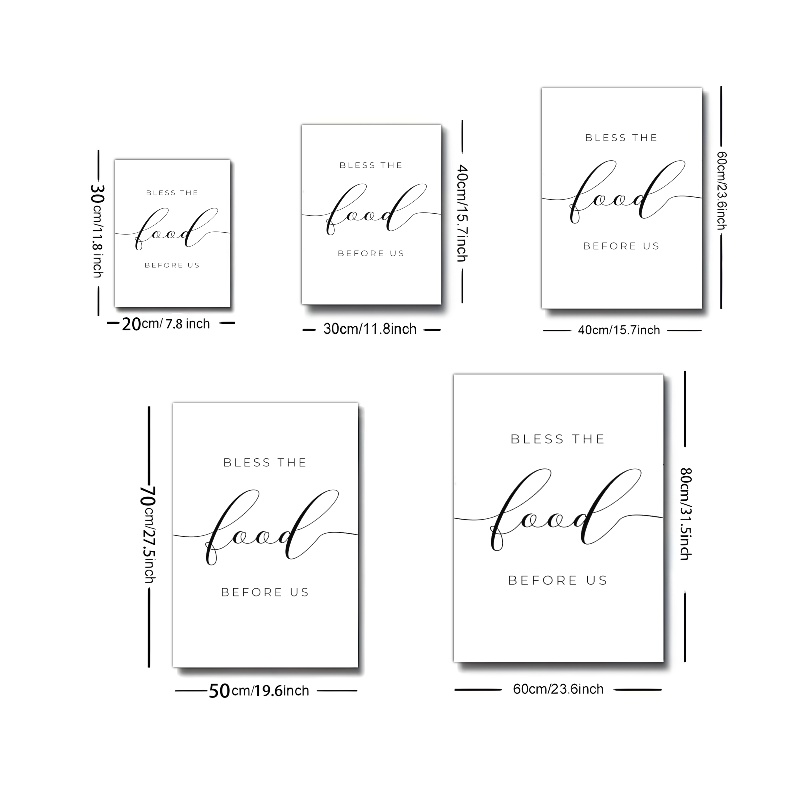 BLESS THE
food
BEFORE US
30cm/11.8inch
20cm/7.8 inch
BLESS THE
food
BEFORE US
40cm/15.7inch
30cm/11.8inch
BLESS THE
food
BEFORE US
60cm/23.6inch
40cm/15.7inch
BLESS THE
food
BEFORE US
70cm/27.5inch
50cm/19.6inch
BLESS THE
food
BEFORE US
80cm/31.5inch
60cm/23.6inch